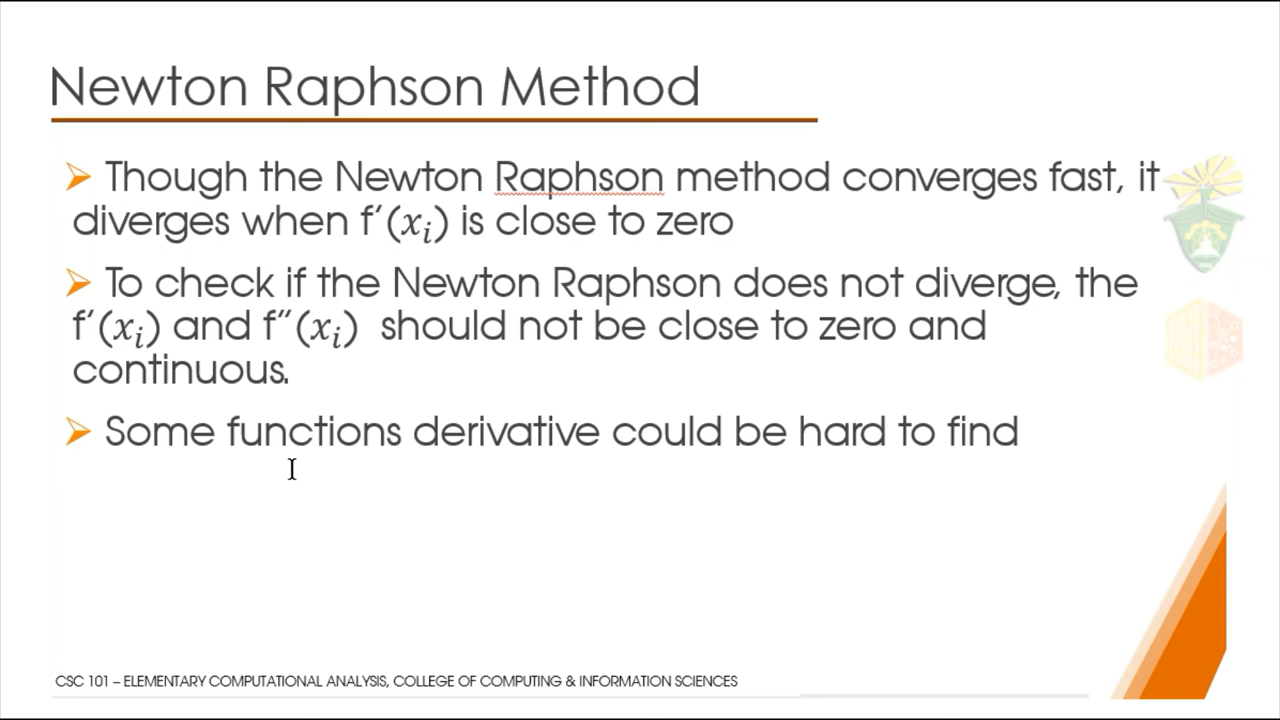 Newton Raphson Method
➢ Though the Newton Raphson method converges fast, it
diverges when f′(𝑥ᵢ) is close to zero
➢ To check if the Newton Raphson does not diverge, the
f′(𝑥ᵢ) and f″(𝑥ᵢ) should not be close to zero and
continuous.
➢ Some functions derivative could be hard to find
CSC 101 – ELEMENTARY COMPUTATIONAL ANALYSIS, COLLEGE OF COMPUTING & INFORMATION SCIENCES